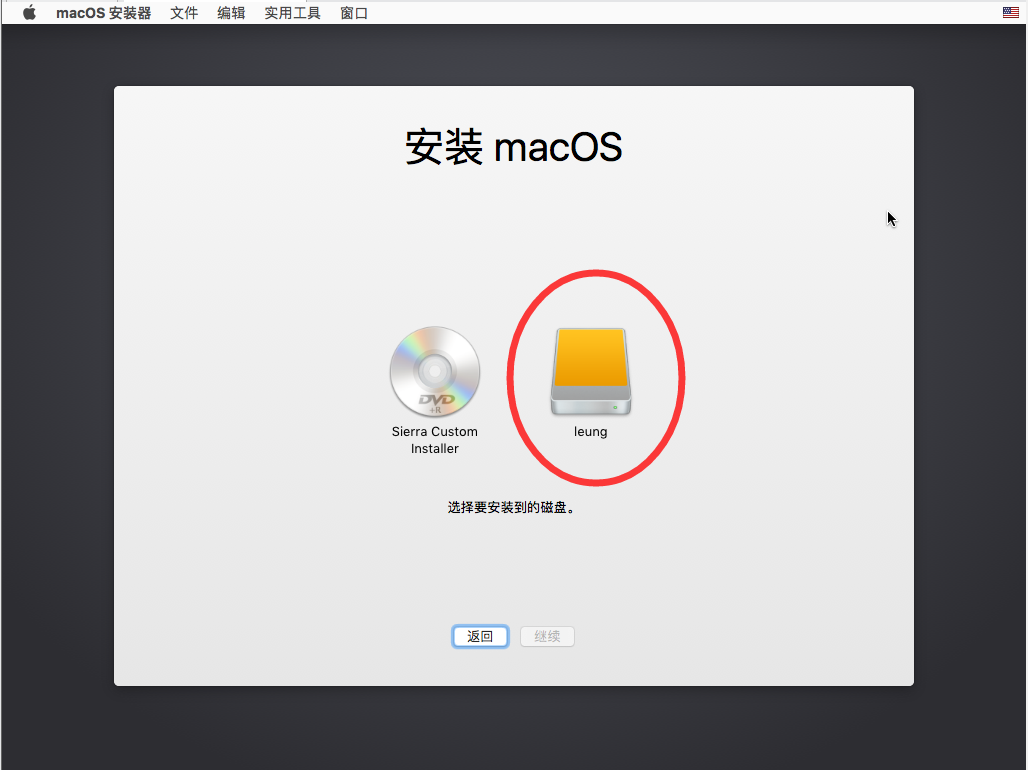 macOS 安装器 文件 编辑 实用工具 窗口
安装 macOS
DVD
+R
Sierra Custom
Installer
leung
选择要安装到的磁盘。
返回 继续